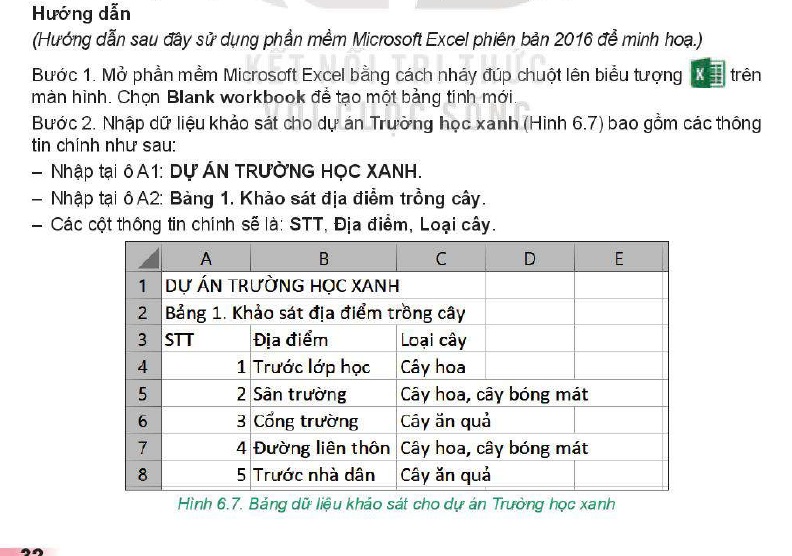 Hướng dẫn
(Hướng dẫn sau đây sử dụng phần mềm Microsoft Excel phiên bản 2016 để minh hoạ.)
KẾT NỐI TRI THỨC
Bước 1. Mở phần mềm Microsoft Excel bằng cách nháy đúp chuột lên biểu tượng trên
màn hình. Chọn Blank workbook để tạo một bảng tính mới.
VỚI CUỘC SỐNG
Bước 2. Nhập dữ liệu khảo sát cho dự án Trường học xanh (Hình 6.7) bao gồm các thông
tin chính như sau:
– Nhập tại ô A1: DỰ ÁN TRƯỜNG HỌC XANH.
– Nhập tại ô A2: Bảng 1. Khảo sát địa điểm trồng cây.
– Các cột thông tin chính sẽ là: STT, Địa điểm, Loại cây.
A B C D E
1 DỰ ÁN TRƯỜNG HỌC XANH
2 Bảng 1. Khảo sát địa điểm trồng cây
3 STT Địa điểm Loại cây
4 1 Trước lớp học Cây hoa
5 2 Sân trường Cây hoa, cây bóng mát
6 3 Cổng trường Cây ăn quả
7 4 Đường liên thôn Cây hoa, cây bóng mát
8 5 Trước nhà dân Cây ăn quả
Hình 6.7. Bảng dữ liệu khảo sát cho dự án Trường học xanh
32